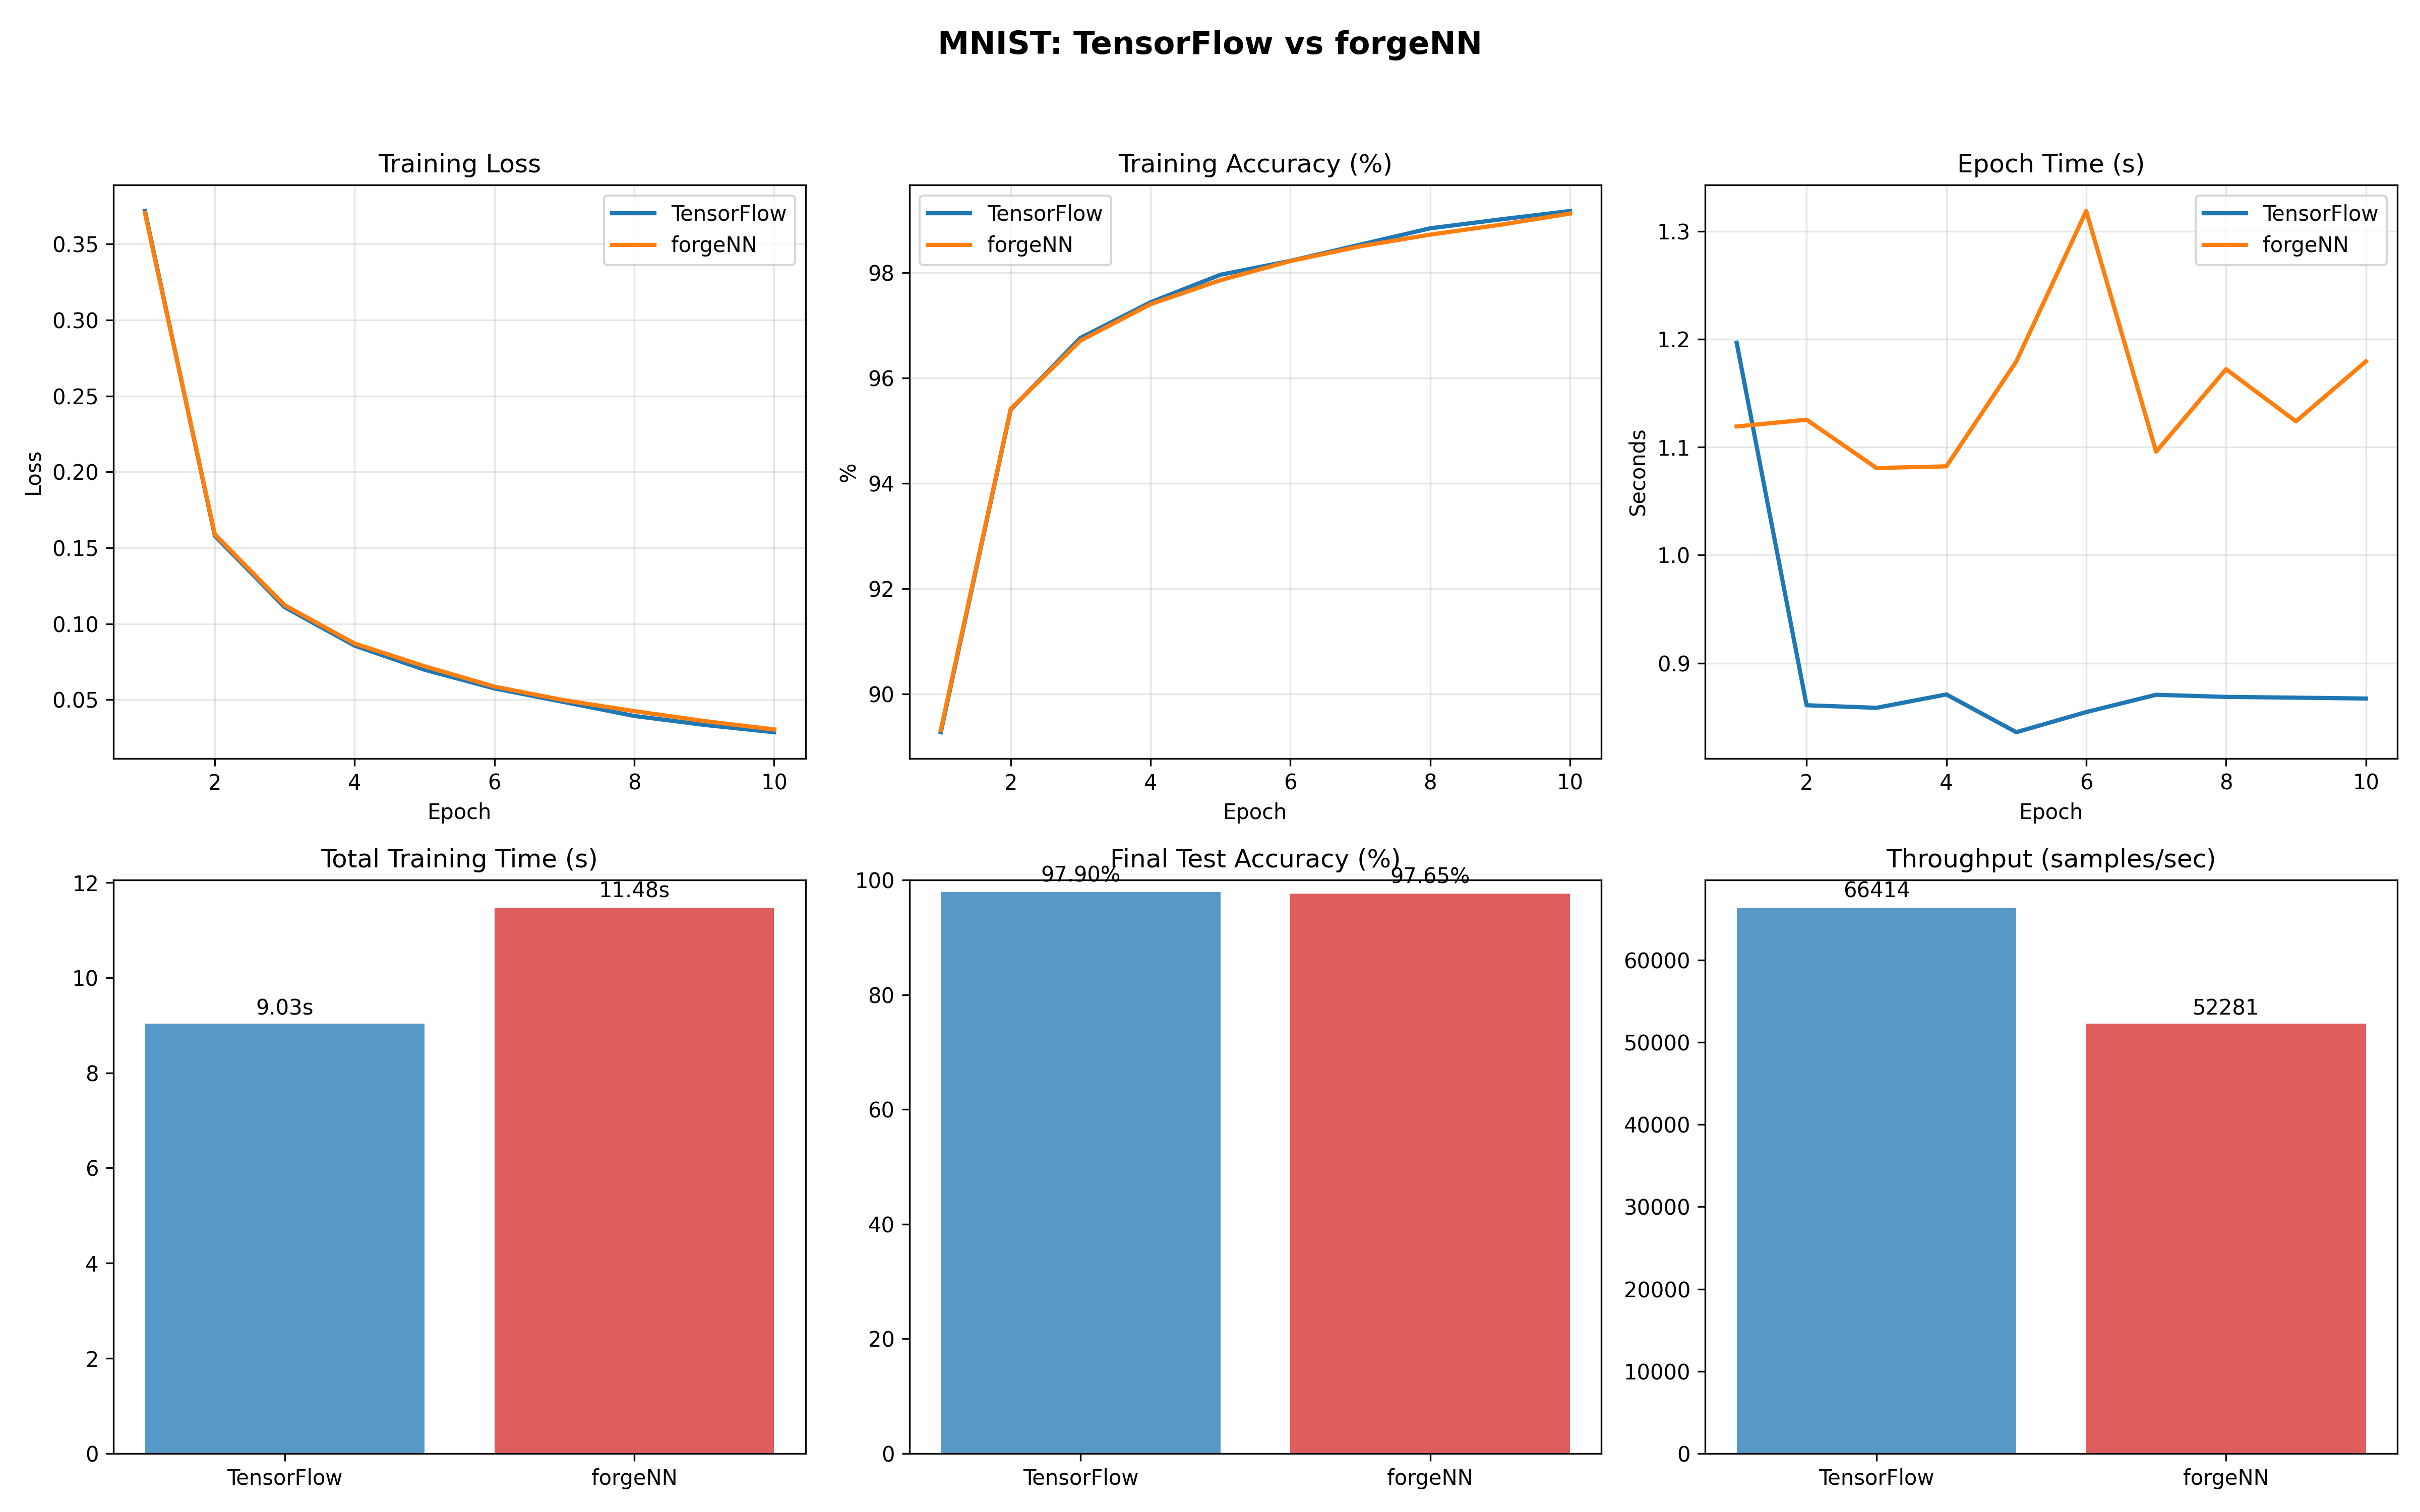 MNIST: TensorFlow vs forgeNN
Training Loss
TensorFlow
forgeNN
0.35
0.30
0.25
0.20
0.15
0.10
0.05
Loss
2 4 6 8 10
Epoch
Training Accuracy (%)
TensorFlow
forgeNN
98
96
94
92
90
%
2 4 6 8 10
Epoch
Epoch Time (s)
TensorFlow
forgeNN
1.3
1.2
1.1
1.0
0.9
Seconds
2 4 6 8 10
Epoch
Total Training Time (s)
12
10
8
6
4
2
0
9.03s
11.48s
TensorFlow forgeNN
Final Test Accuracy (%)
97.90%
97.65%
100
80
60
40
20
0
TensorFlow forgeNN
Throughput (samples/sec)
66414
52281
60000
50000
40000
30000
20000
10000
0
TensorFlow forgeNN